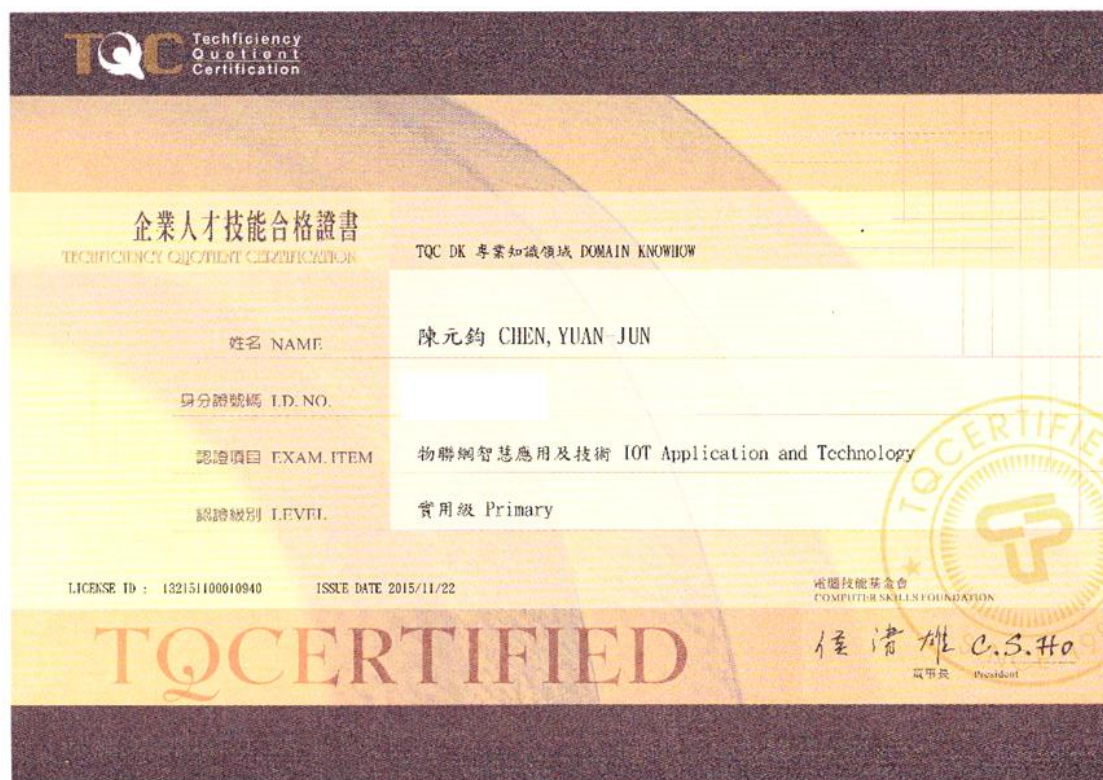 TQC Techficiency
Quotient
Certification
企業人才技能合格證書
TECHFICIENCY QUOTIENT CERTIFICATION
TQC DK 專業知識領域 DOMAIN KNOWHOW
姓名 NAME
陳元鈞 CHEN, YUAN-JUN
身分證號碼 I.D. NO.
認證項目 EXAM. ITEM
物聯網智慧應用及技術 IOT Application and Technology
認證級別 LEVEL
實用級 Primary
LICENSE ID : 132151100010940 ISSUE DATE 2015/11/22
電腦技能基金會
COMPUTER SKILLS FOUNDATION
TQCERTIFIED
侯清雄 C.S.Ho
董事長 President
TQCERTIFIE